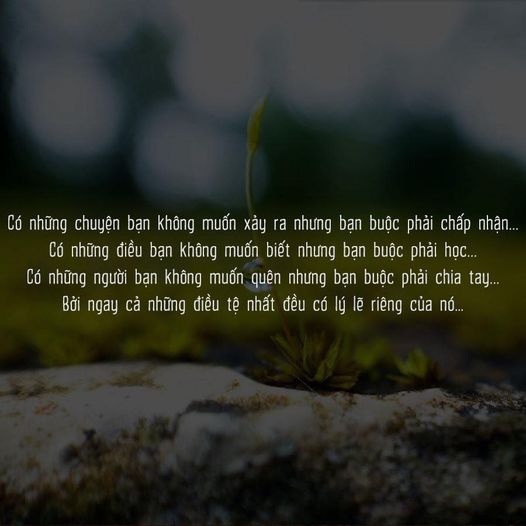 Có những chuyện bạn không muốn xảy ra nhưng bạn buộc phải chấp nhận...
Có những điều bạn không muốn biết nhưng bạn buộc phải học...
Có những người bạn không muốn quên nhưng bạn buộc phải chia tay...
Bởi ngay cả những điều tệ nhất đều có lý lẽ riêng của nó...